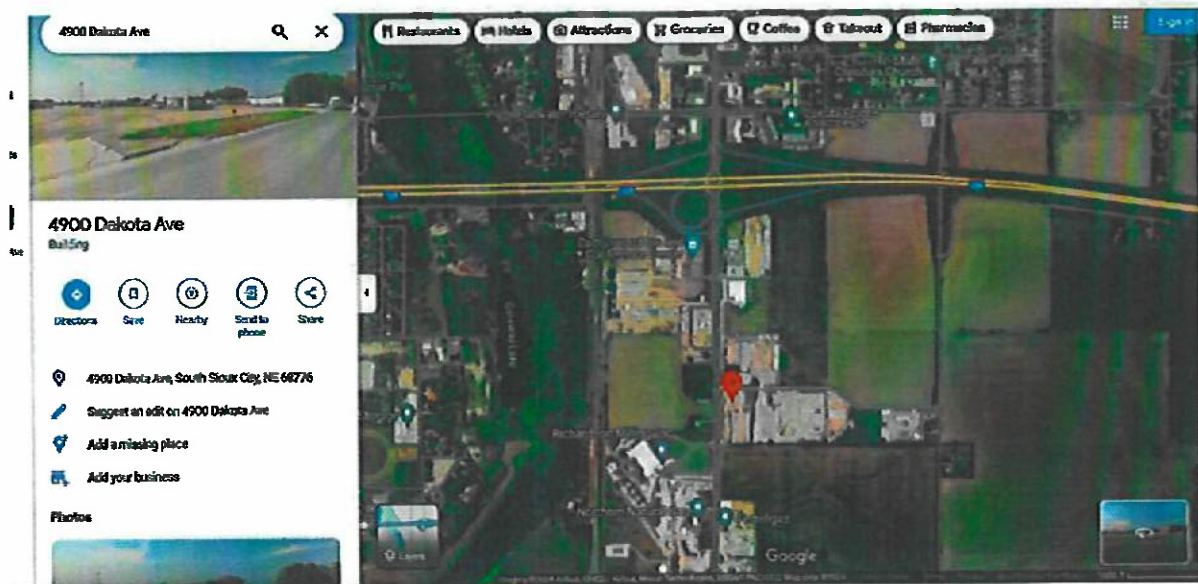 4900 Dakota Ave
Restaurants
Hotels
Attractions
Groceries
Coffee
Takeout
Pharmacies
Sign in
4900 Dakota Ave
Building
Directions
Save
Nearby
Send to
phone
Share
4900 Dakota Ave, South Sioux City, NE 68776
Suggest an edit on 4900 Dakota Ave
Add a missing place
Add your business
Photos
Layers
Google